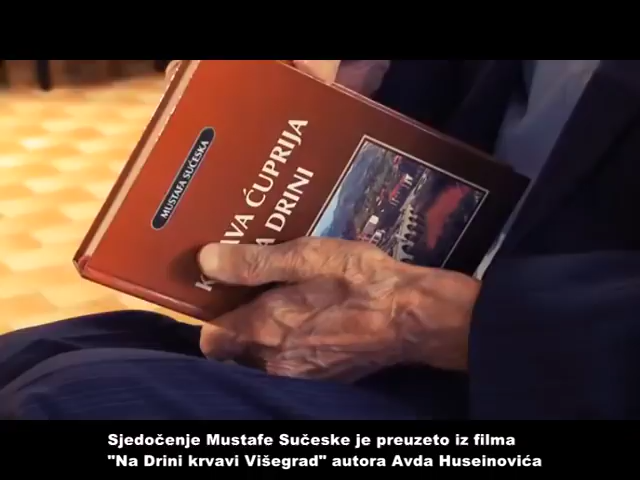 MUSTAFA SUČESKA
ĆUPRIJA
DRINI
Sjedočenje Mustafe Sučeske je preuzeto iz filma
"Na Drini krvavi Višegrad" autora Avda Huseinovića